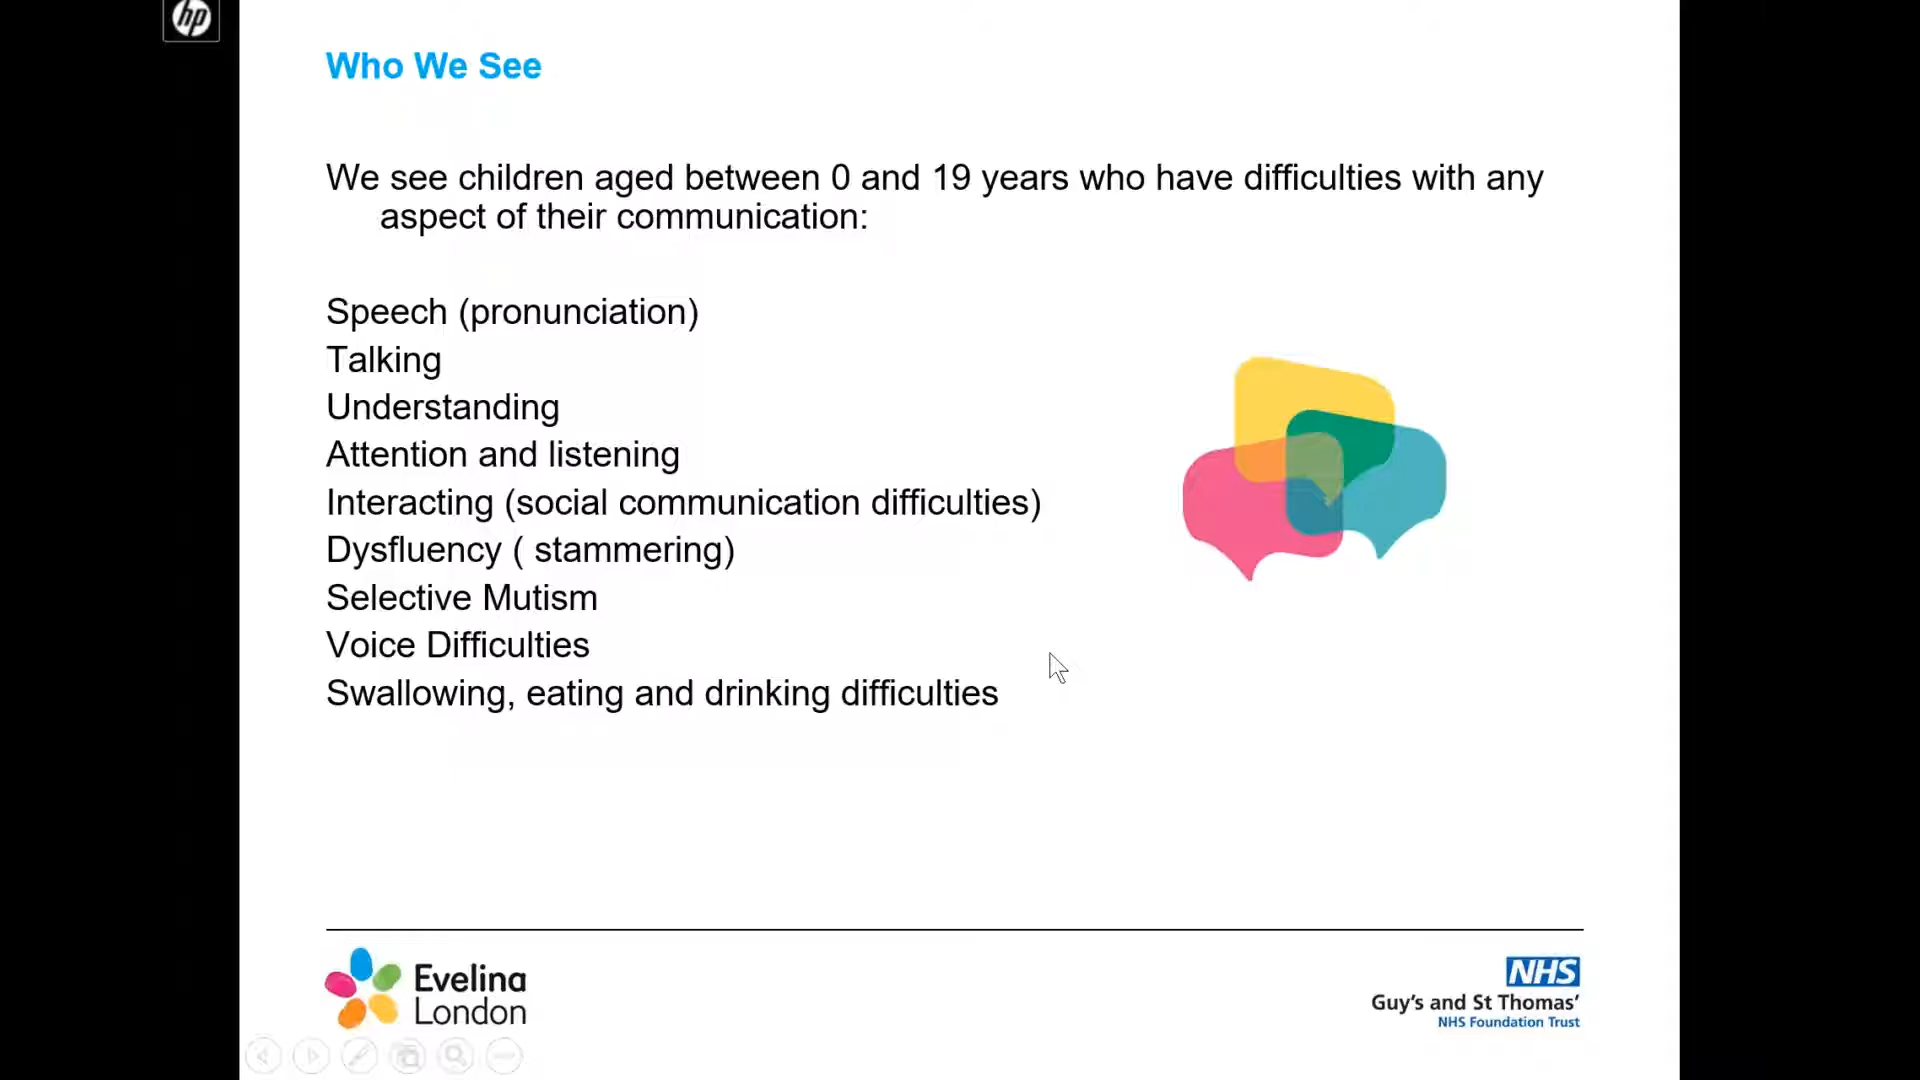 hp
Who We See
We see children aged between 0 and 19 years who have difficulties with any
aspect of their communication:
Speech (pronunciation)
Talking
Understanding
Attention and listening
Interacting (social communication difficulties)
Dysfluency ( stammering)
Selective Mutism
Voice Difficulties
Swallowing, eating and drinking difficulties
Evelina
London
NHS
Guy's and St Thomas'
NHS Foundation Trust